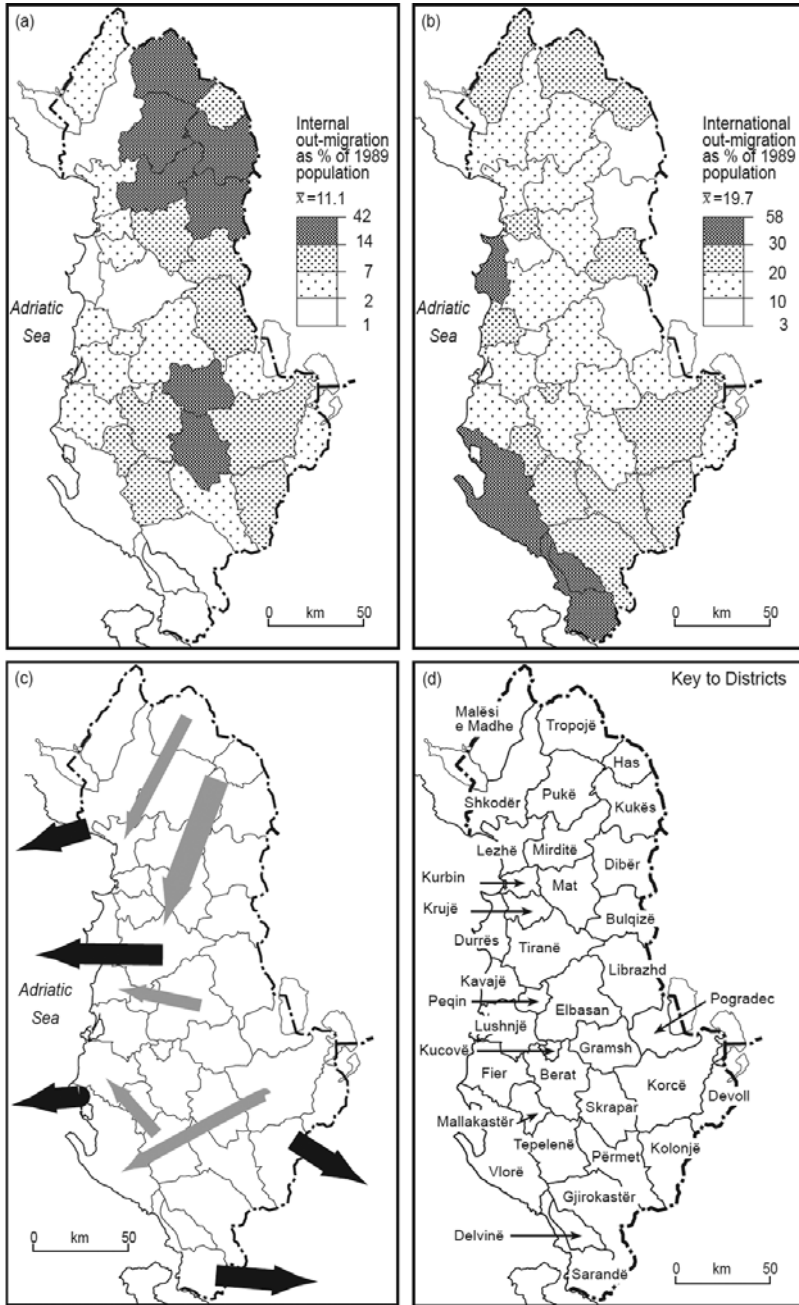 (a)
Internal
out-migration
as % of 1989
population
x̅ =11.1
42
14
7
2
1
Adriatic
Sea
0 km 50
(b)
International
out-migration
as % of 1989
population
x̅ =19.7
58
30
20
10
3
Adriatic
Sea
0 km 50
(c)
Adriatic
Sea
0 km 50
(d)
Key to Districts
Malësi
e Madhe
Tropojë
Has
Shkodër
Pukë
Kukës
Lezhë
Mirditë
Dibër
Kurbin
Mat
Krujë
Bulqizë
Durrës
Tiranë
Librazhd
Kavajë
Peqin
Elbasan
Pogradec
Lushnjë
Kucovë
Gramsh
Fier
Berat
Korcë
Devoll
Skrapar
Mallakastër
Tepelenë
Kolonjë
Përmet
Vlorë
Gjirokastër
Delvinë
Sarandë
0 km 50